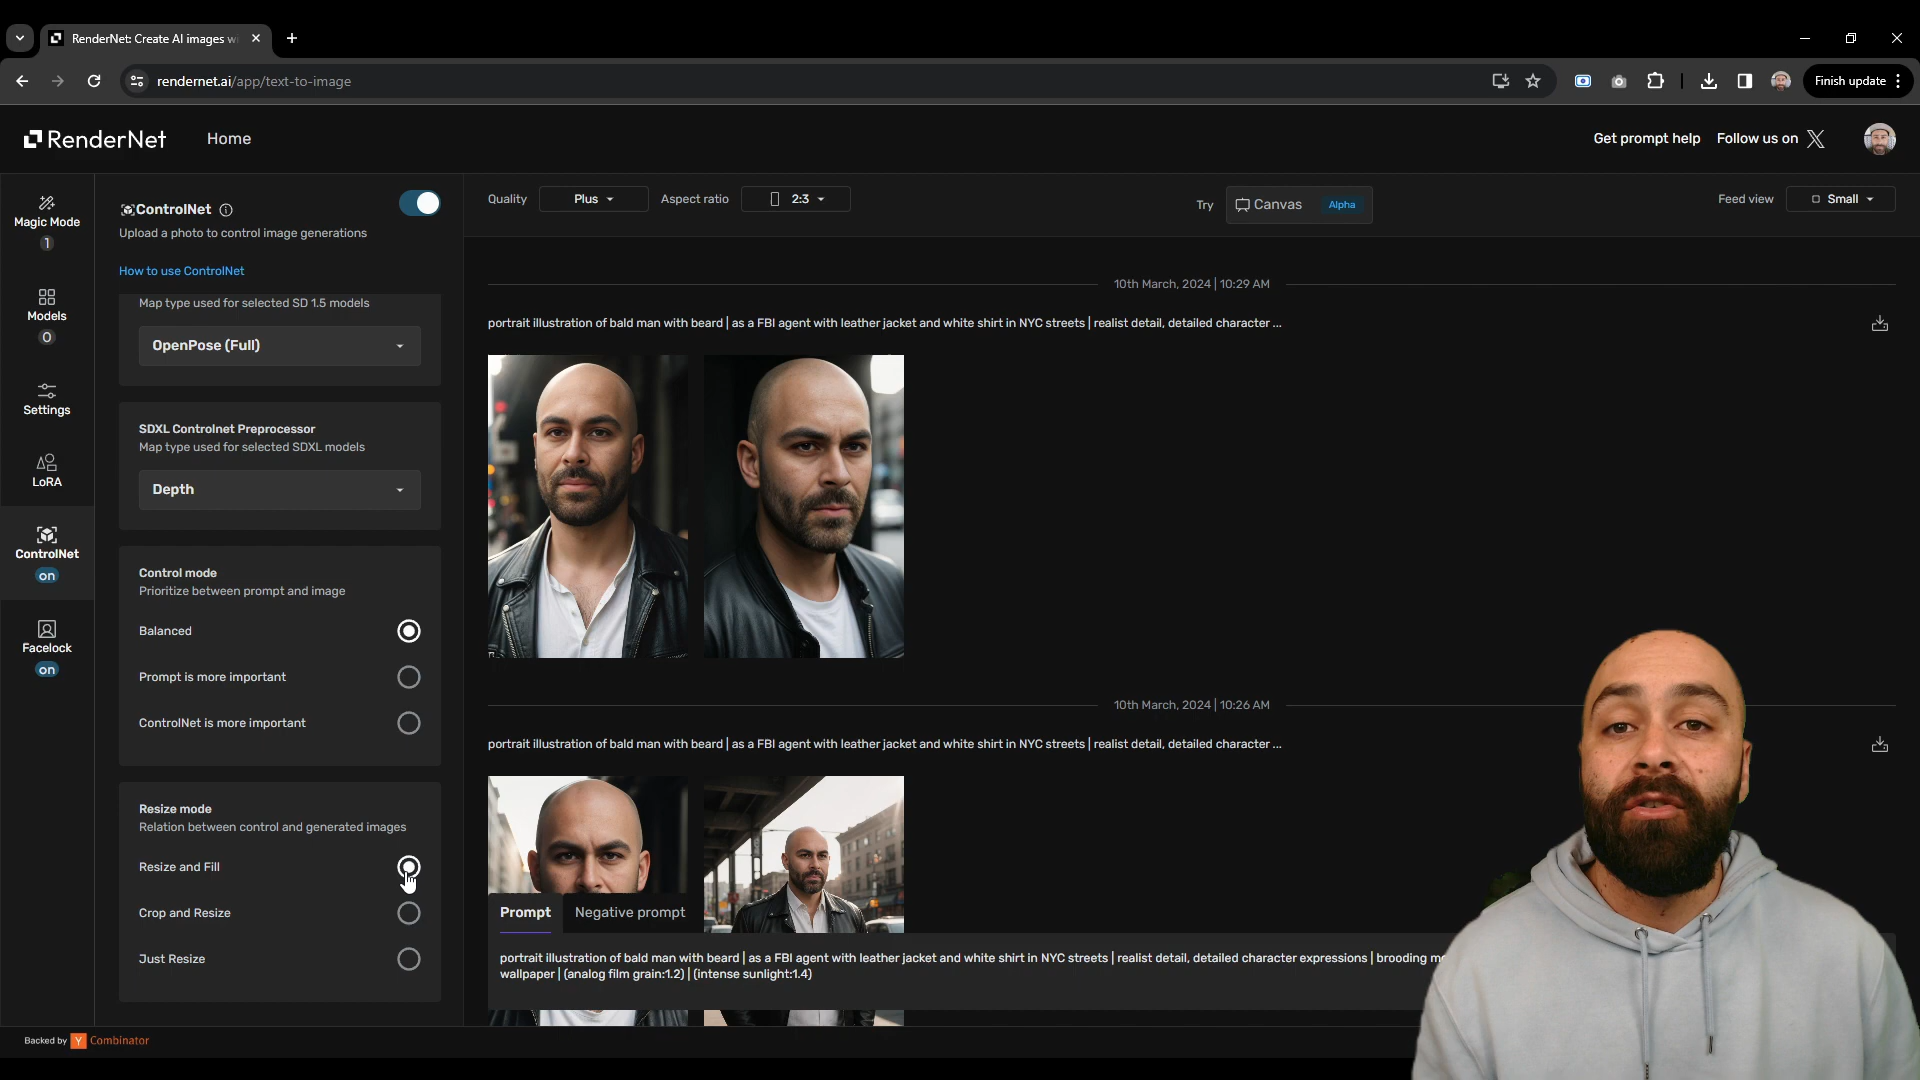 RenderNet: Create AI images w
rendernet.ai/app/text-to-image
Finish update
RenderNet
Home
Get prompt help
Follow us on X
Magic Mode
1
Models
0
Settings
LoRA
ControlNet
on
Facelock
on
ControlNet
Upload a photo to control image generations
How to use ControlNet
Map type used for selected SD 1.5 models
OpenPose (Full)
SDXL Controlnet Preprocessor
Map type used for selected SDXL models
Depth
Control mode
Prioritize between prompt and image
Balanced
Prompt is more important
ControlNet is more important
Resize mode
Relation between control and generated images
Resize and Fill
Crop and Resize
Just Resize
Quality
Plus
Aspect ratio
2:3
Try
Canvas
Alpha
Feed view
Small
10th March, 2024 | 10:29 AM
portrait illustration of bald man with beard | as a FBI agent with leather jacket and white shirt in NYC streets | realist detail, detailed character ...
10th March, 2024 | 10:26 AM
portrait illustration of bald man with beard | as a FBI agent with leather jacket and white shirt in NYC streets | realist detail, detailed character ...
Prompt
Negative prompt
portrait illustration of bald man with beard | as a FBI agent with leather jacket and white shirt in NYC streets | realist detail, detailed character expressions | brooding
wallpaper | (analog film grain:1.2) | (intense sunlight:1.4)
Backed by Y Combinator